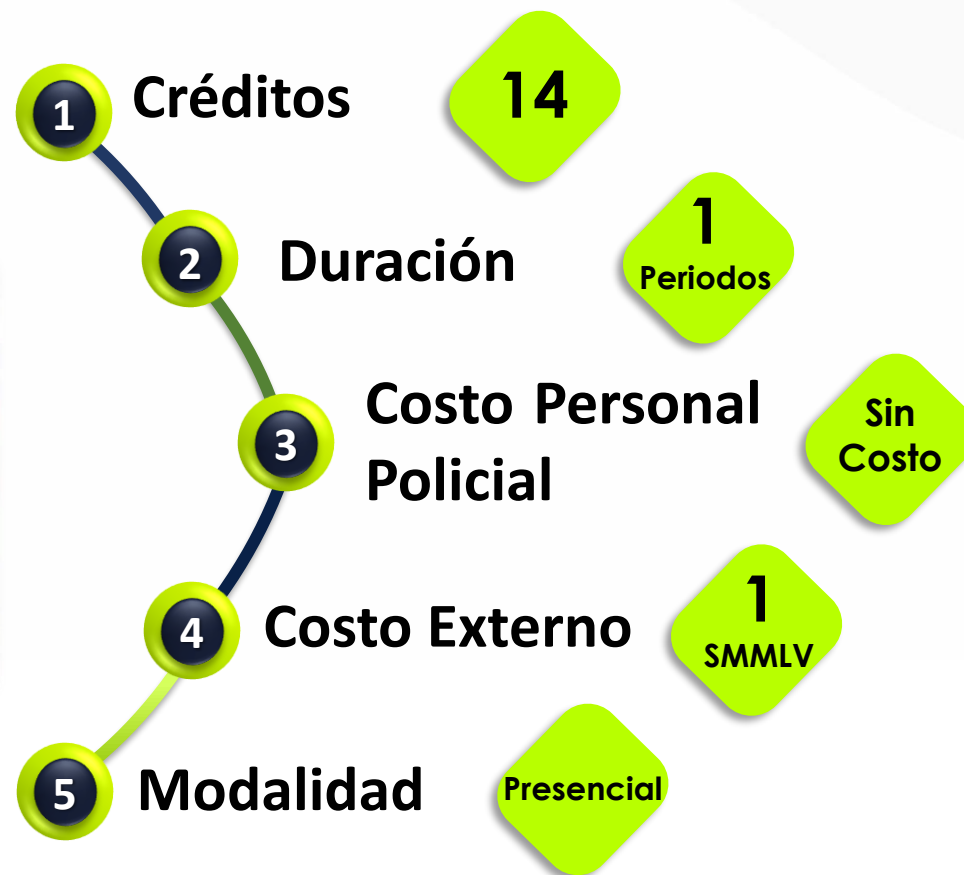 1 Créditos 14
2 Duración 1
Periodos
3 Costo Personal
Policial
Sin
Costo
4 Costo Externo 1
SMMLV
5 Modalidad Presencial